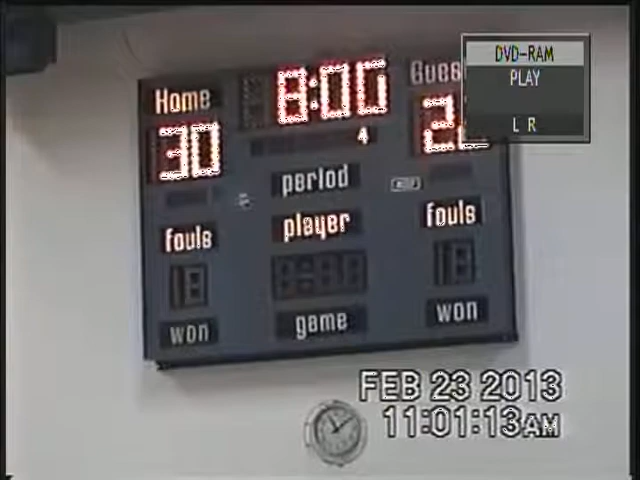 DVD-RAM
PLAY
L R
Home 8:00 Guest
30
4
period
player
fouls fouls
game
won won
FEB 23 2013
11:01:13AM